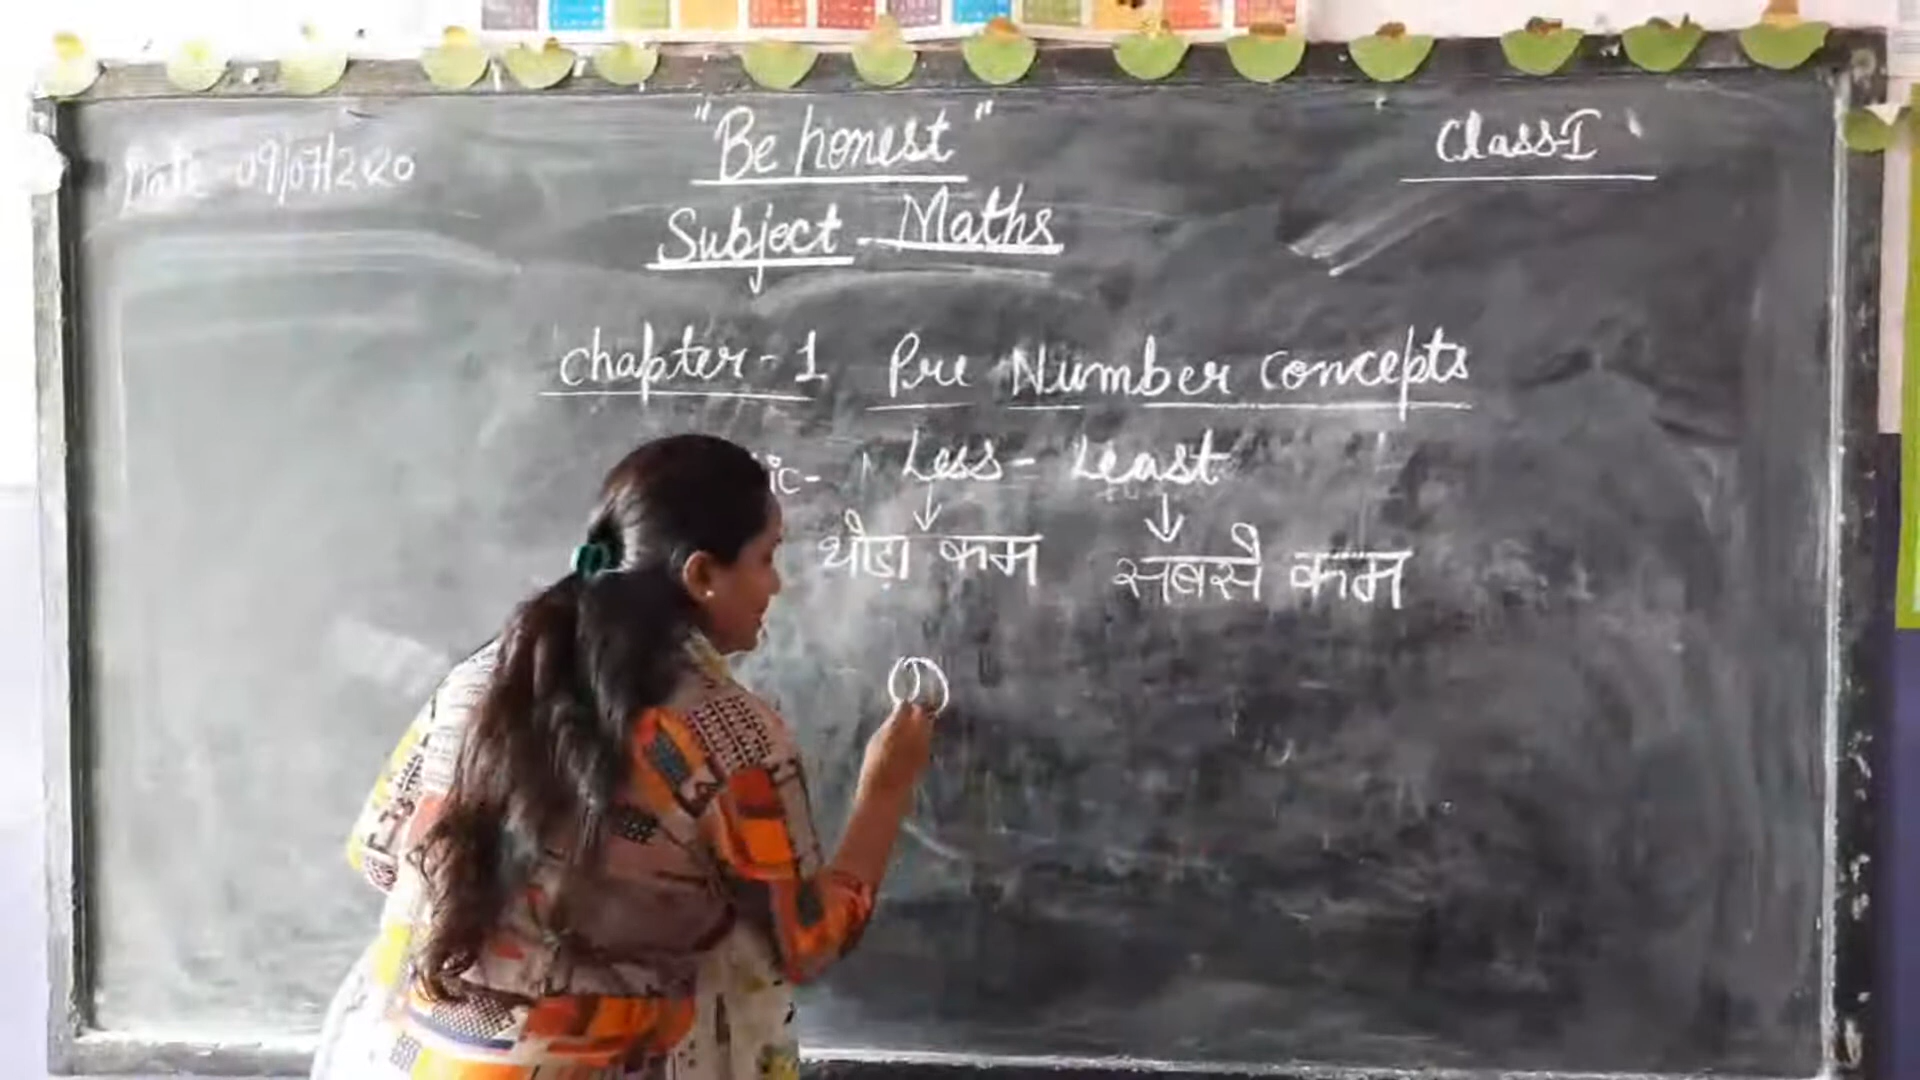 Date - 09/07/2020
"Be honest"
Class-I
Subject - Maths
Chapter - 1 Pre Number concepts
Less - Least
थोड़ा कम सबसे कम